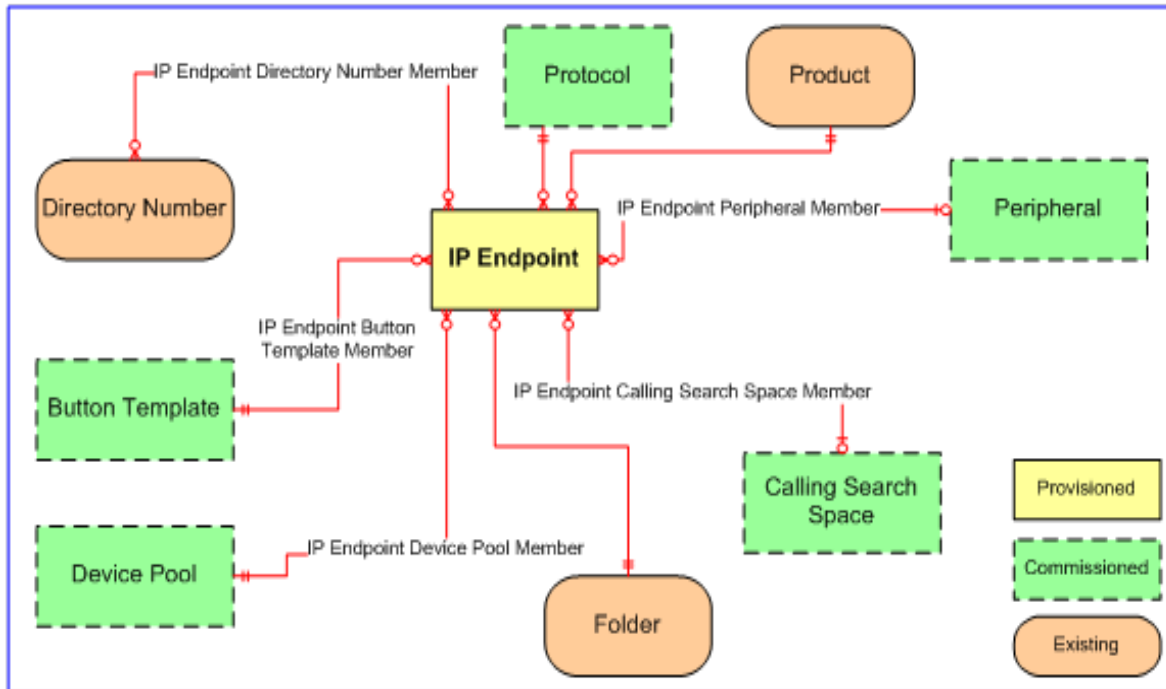 IP Endpoint Directory Number Member
Protocol
Product
Directory Number
IP Endpoint Peripheral Member
Peripheral
IP Endpoint
IP Endpoint Button
Template Member
Button Template
IP Endpoint Calling Search Space Member
Calling Search
Space
Provisioned
IP Endpoint Device Pool Member
Device Pool
Commissioned
Folder
Existing